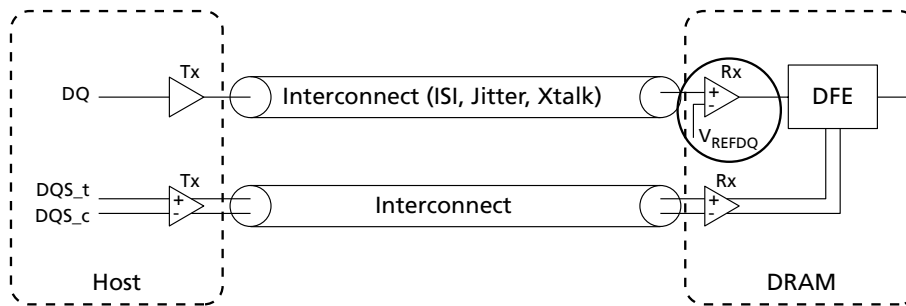 Tx
Rx
DQ
Interconnect (ISI, Jitter, Xtalk)
+
-
DFE
VREFDQ
Tx
Rx
DQS_t
DQS_c
+
-
Interconnect
+
-
Host
DRAM